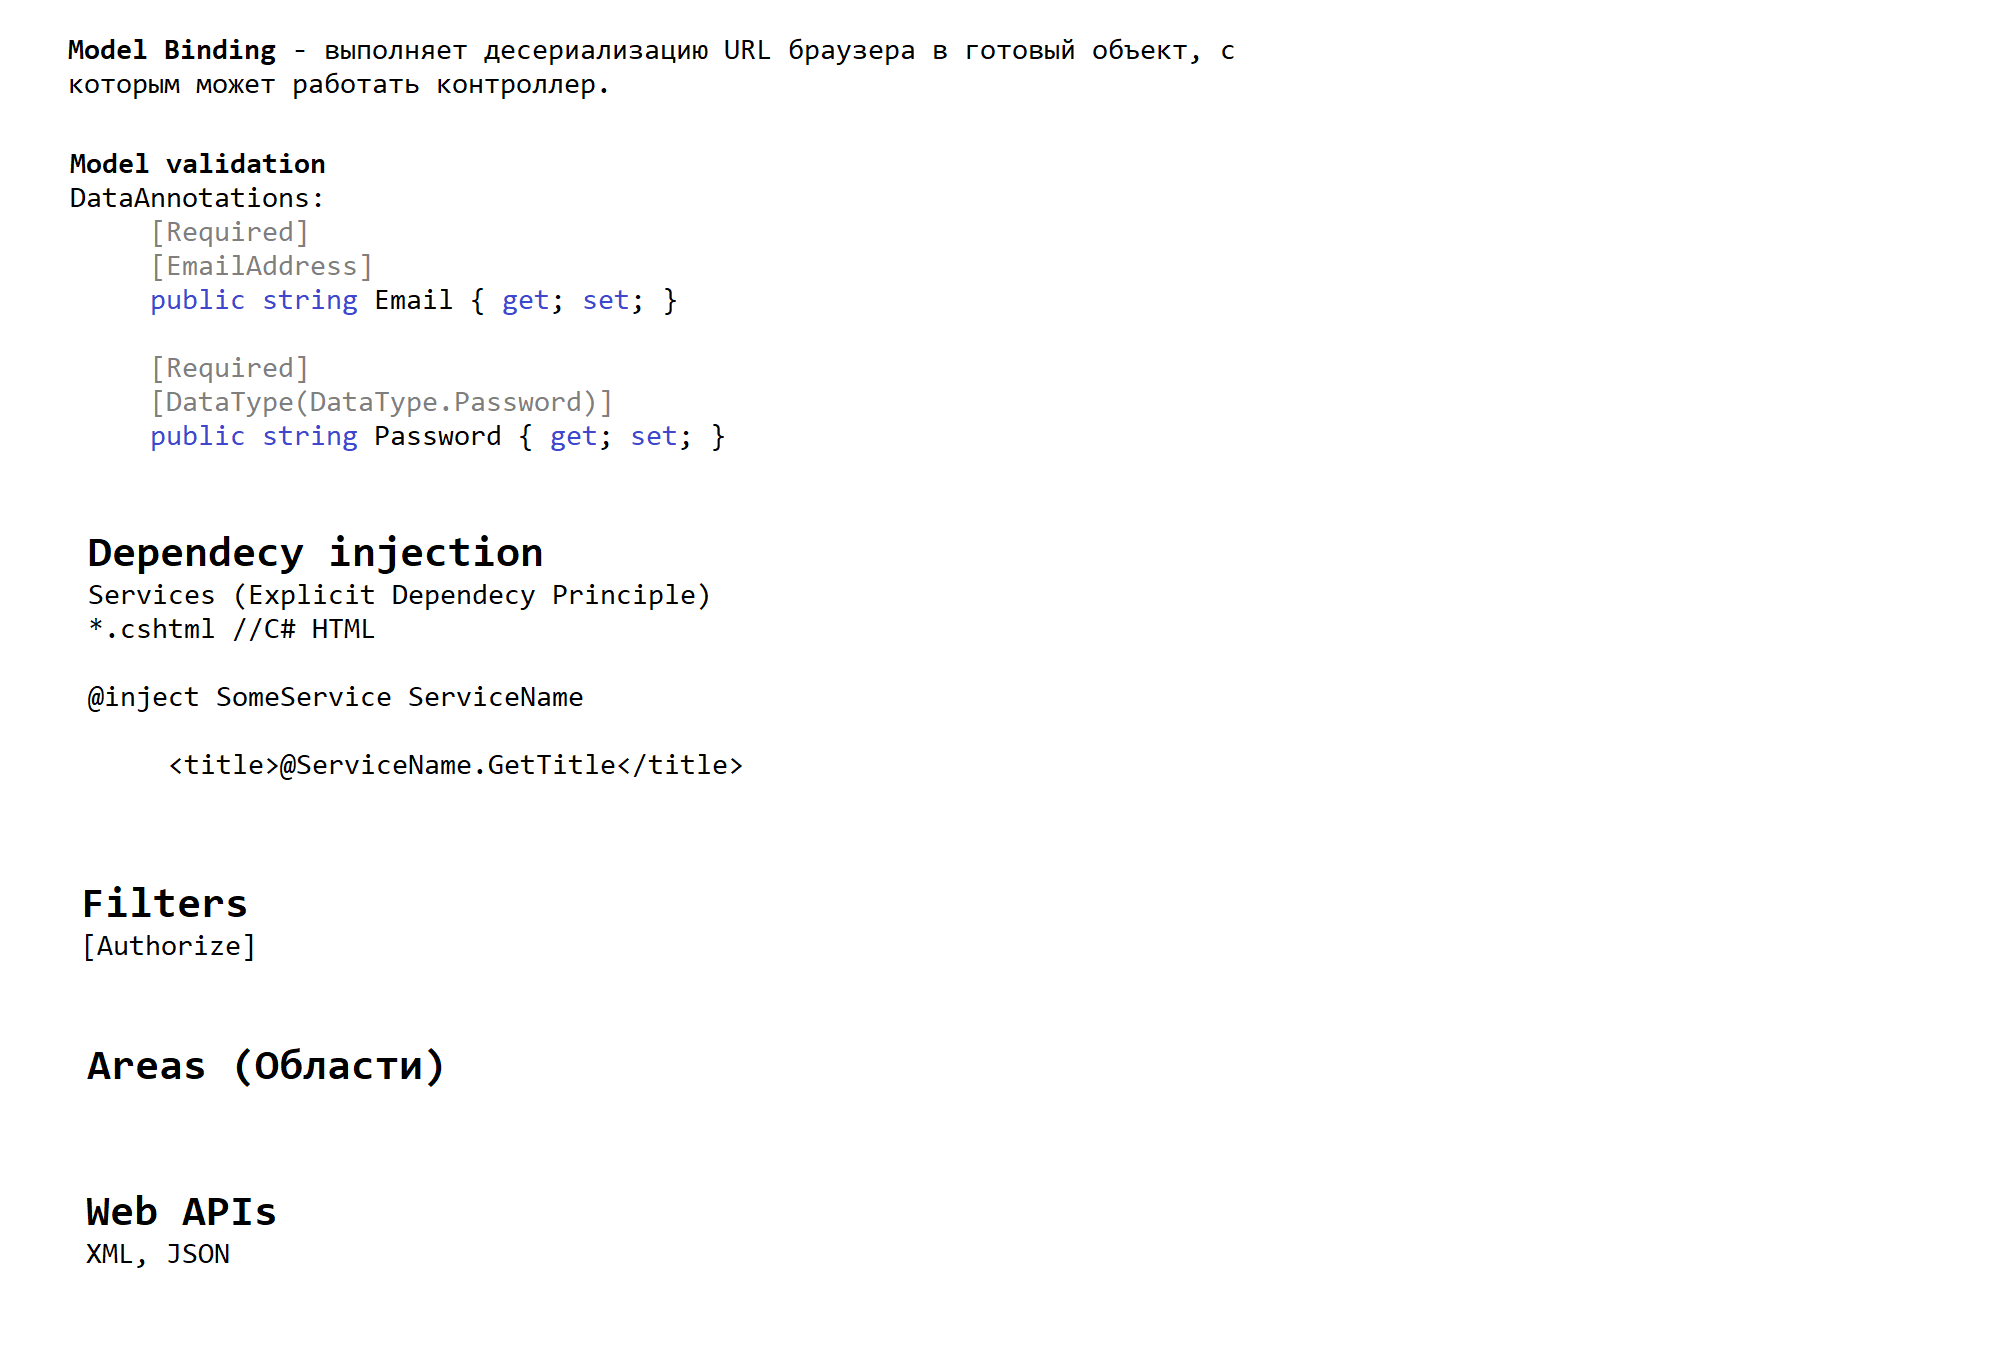 Model Binding - выполняет десериализацию URL браузера в готовый объект, с
которым может работать контроллер.
Model validation
DataAnnotations:
[Required]
[EmailAddress]
public string Email { get; set; }
[Required]
[DataType(DataType.Password)]
public string Password { get; set; }
Dependecy injection
Services (Explicit Dependecy Principle)
*.cshtml //C# HTML
@inject SomeService ServiceName
<title>@ServiceName.GetTitle</title>
Filters
[Authorize]
Areas (Области)
Web APIs
XML, JSON